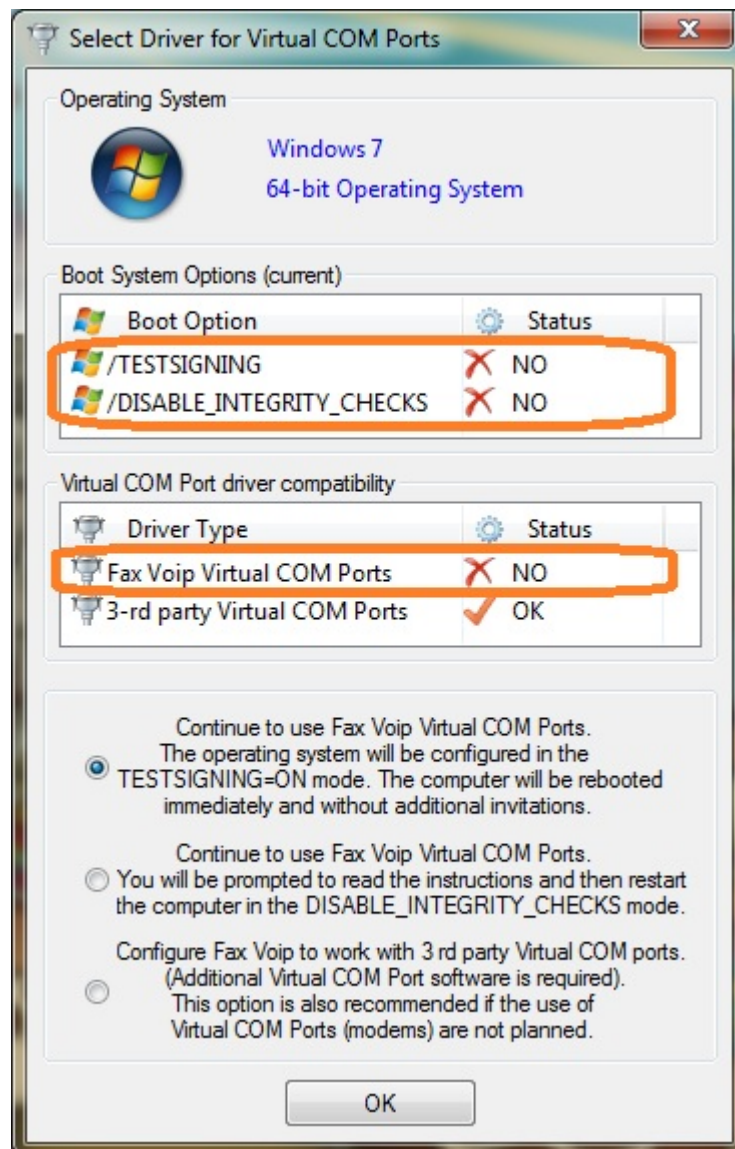 Select Driver for Virtual COM Ports
Operating System
Windows 7
64-bit Operating System
Boot System Options (current)
Boot Option Status
/TESTSIGNING NO
/DISABLE_INTEGRITY_CHECKS NO
Virtual COM Port driver compatibility
Driver Type Status
Fax Voip Virtual COM Ports NO
3-rd party Virtual COM Ports OK
Continue to use Fax Voip Virtual COM Ports.
The operating system will be configured in the
TESTSIGNING=ON mode. The computer will be rebooted
immediately and without additional invitations.
Continue to use Fax Voip Virtual COM Ports.
You will be prompted to read the instructions and then restart
the computer in the DISABLE_INTEGRITY_CHECKS mode.
Configure Fax Voip to work with 3 rd party Virtual COM ports.
(Additional Virtual COM Port software is required).
This option is also recommended if the use of
Virtual COM Ports (modems) are not planned.
OK